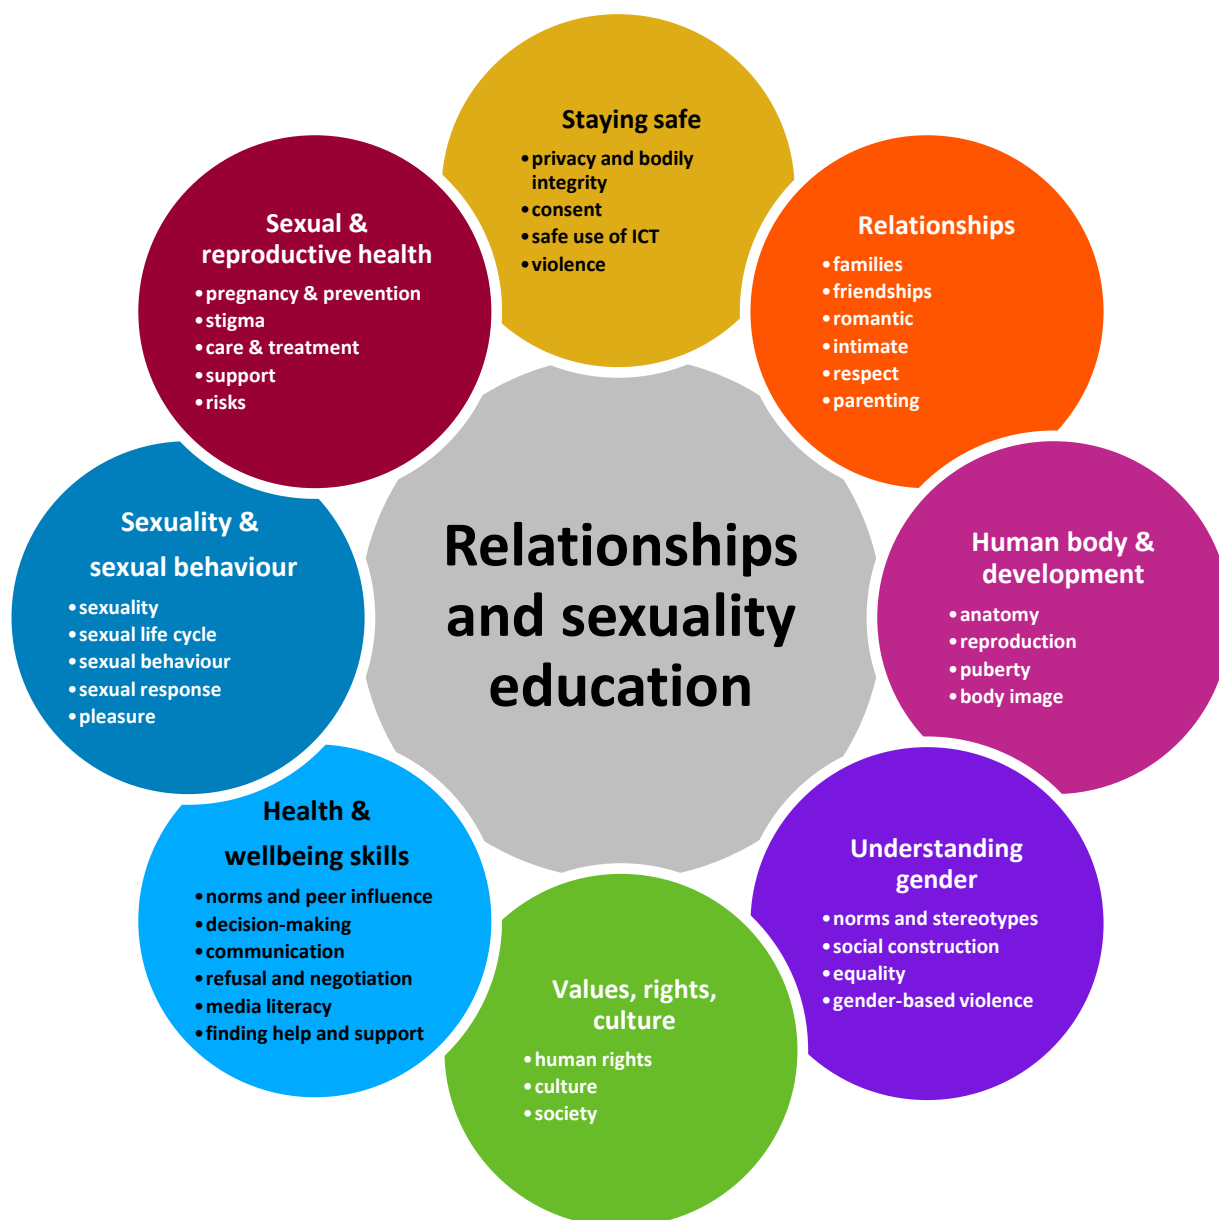 Staying safe
•privacy and bodily
integrity
•consent
•safe use of ICT
•violence
Relationships
•families
•friendships
•romantic
•intimate
•respect
•parenting
Human body &
development
•anatomy
•reproduction
•puberty
•body image
Understanding
gender
•norms and stereotypes
•social construction
•equality
•gender-based violence
Values, rights,
culture
•human rights
•culture
•society
Health &
wellbeing skills
•norms and peer influence
•decision-making
•communication
•refusal and negotiation
•media literacy
•finding help and support
Sexuality &
sexual behaviour
•sexuality
•sexual life cycle
•sexual behaviour
•sexual response
•pleasure
Sexual &
reproductive health
•pregnancy & prevention
•stigma
•care & treatment
•support
•risks
Relationships
and sexuality
education